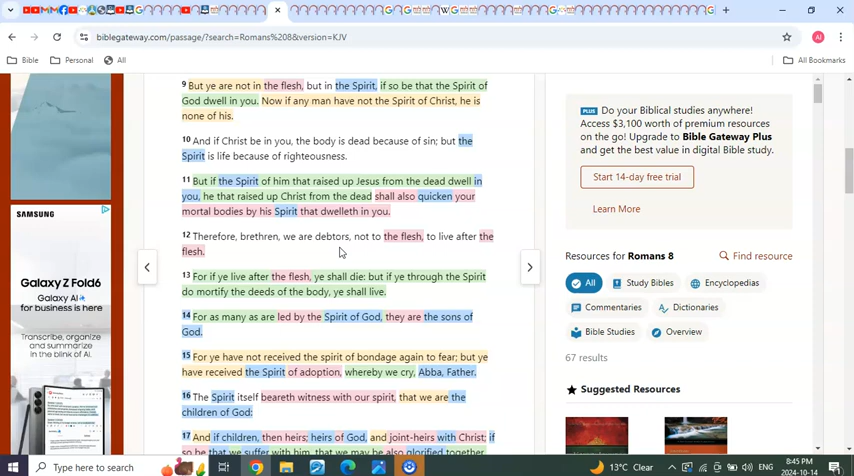 biblegateway.com/passage/?search=Romans%208&version=KJV
All Bookmarks
Bible
Personal
All
9 But ye are not in the flesh, but in the Spirit, if so be that the Spirit of
God dwell in you. Now if any man have not the Spirit of Christ, he is
none of his.
10 And if Christ be in you, the body is dead because of sin; but the
Spirit is life because of righteousness.
11 But if the Spirit of him that raised up Jesus from the dead dwell in
you, he that raised up Christ from the dead shall also quicken your
mortal bodies by his Spirit that dwelleth in you.
12 Therefore, brethren, we are debtors, not to the flesh, to live after the
flesh.
13 For if ye live after the flesh, ye shall die: but if ye through the Spirit
do mortify the deeds of the body, ye shall live.
14 For as many as are led by the Spirit of God, they are the sons of
God.
15 For ye have not received the spirit of bondage again to fear; but ye
have received the Spirit of adoption, whereby we cry, Abba, Father.
16 The Spirit itself beareth witness with our spirit, that we are the
children of God:
17 And if children, then heirs; heirs of God, and joint-heirs with Christ; if
so be that we suffer with him, that we may be also glorified together.
SAMSUNG
Galaxy Z Fold6
Galaxy AI is
for business is here
Transcribe, organize
and summarize
in the blink of AI.
PLUS Do your Biblical studies anywhere!
Access $3,100 worth of premium resources
on the go! Upgrade to Bible Gateway Plus
and get the best value in digital Bible study.
Start 14-day free trial
Learn More
Resources for Romans 8
Find resource
All
Study Bibles
Encyclopedias
Commentaries
Dictionaries
Bible Studies
Overview
67 results
Suggested Resources
Type here to search
13°C Clear
ENG
8:45 PM
2024-10-14